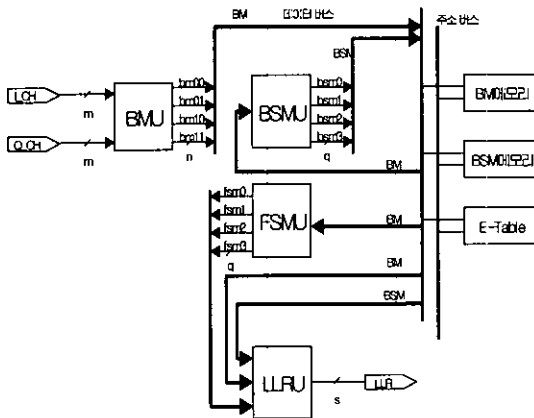 BM 데이터 버스 주소 버스
BSM
I_CH
m
Q_CH
m
BMU
bm00
bm01
bm10
bm11
n
BSMU
bsm0
bsm1
bsm2
bsm3
q
BM메모리
BSM메모리
E-Table
BM
fsm0
fsm1
fsm2
fsm3
q
FSMU
BM
BM
BSM
LLRU
s
LLR